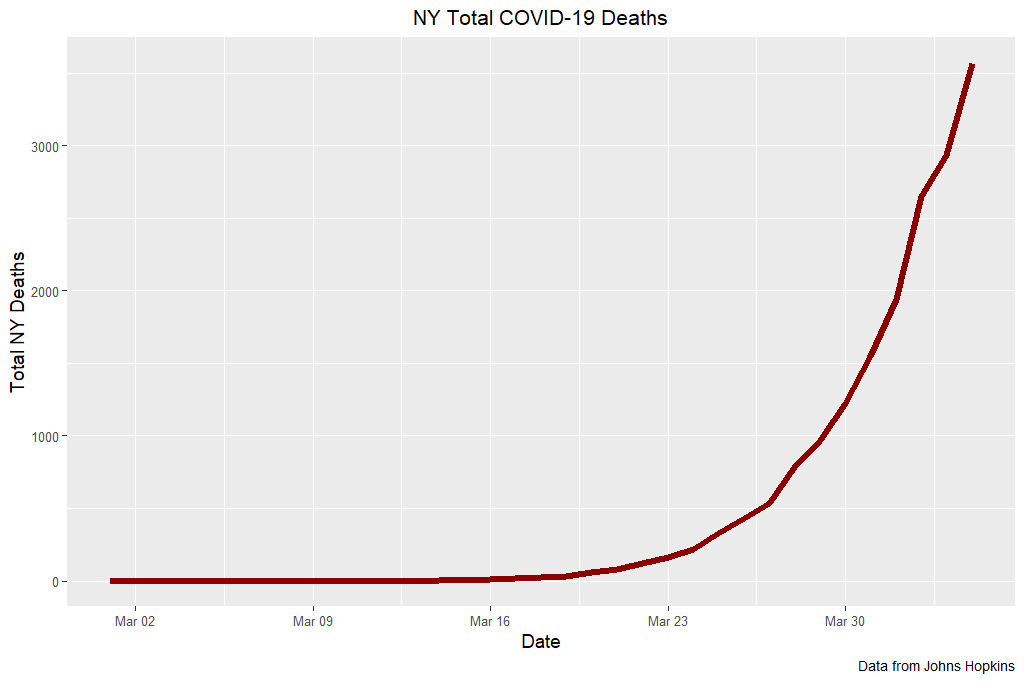 NY Total COVID-19 Deaths
Total NY Deaths
3000
2000
1000
0
Mar 02 Mar 09 Mar 16 Mar 23 Mar 30
Date
Data from Johns Hopkins